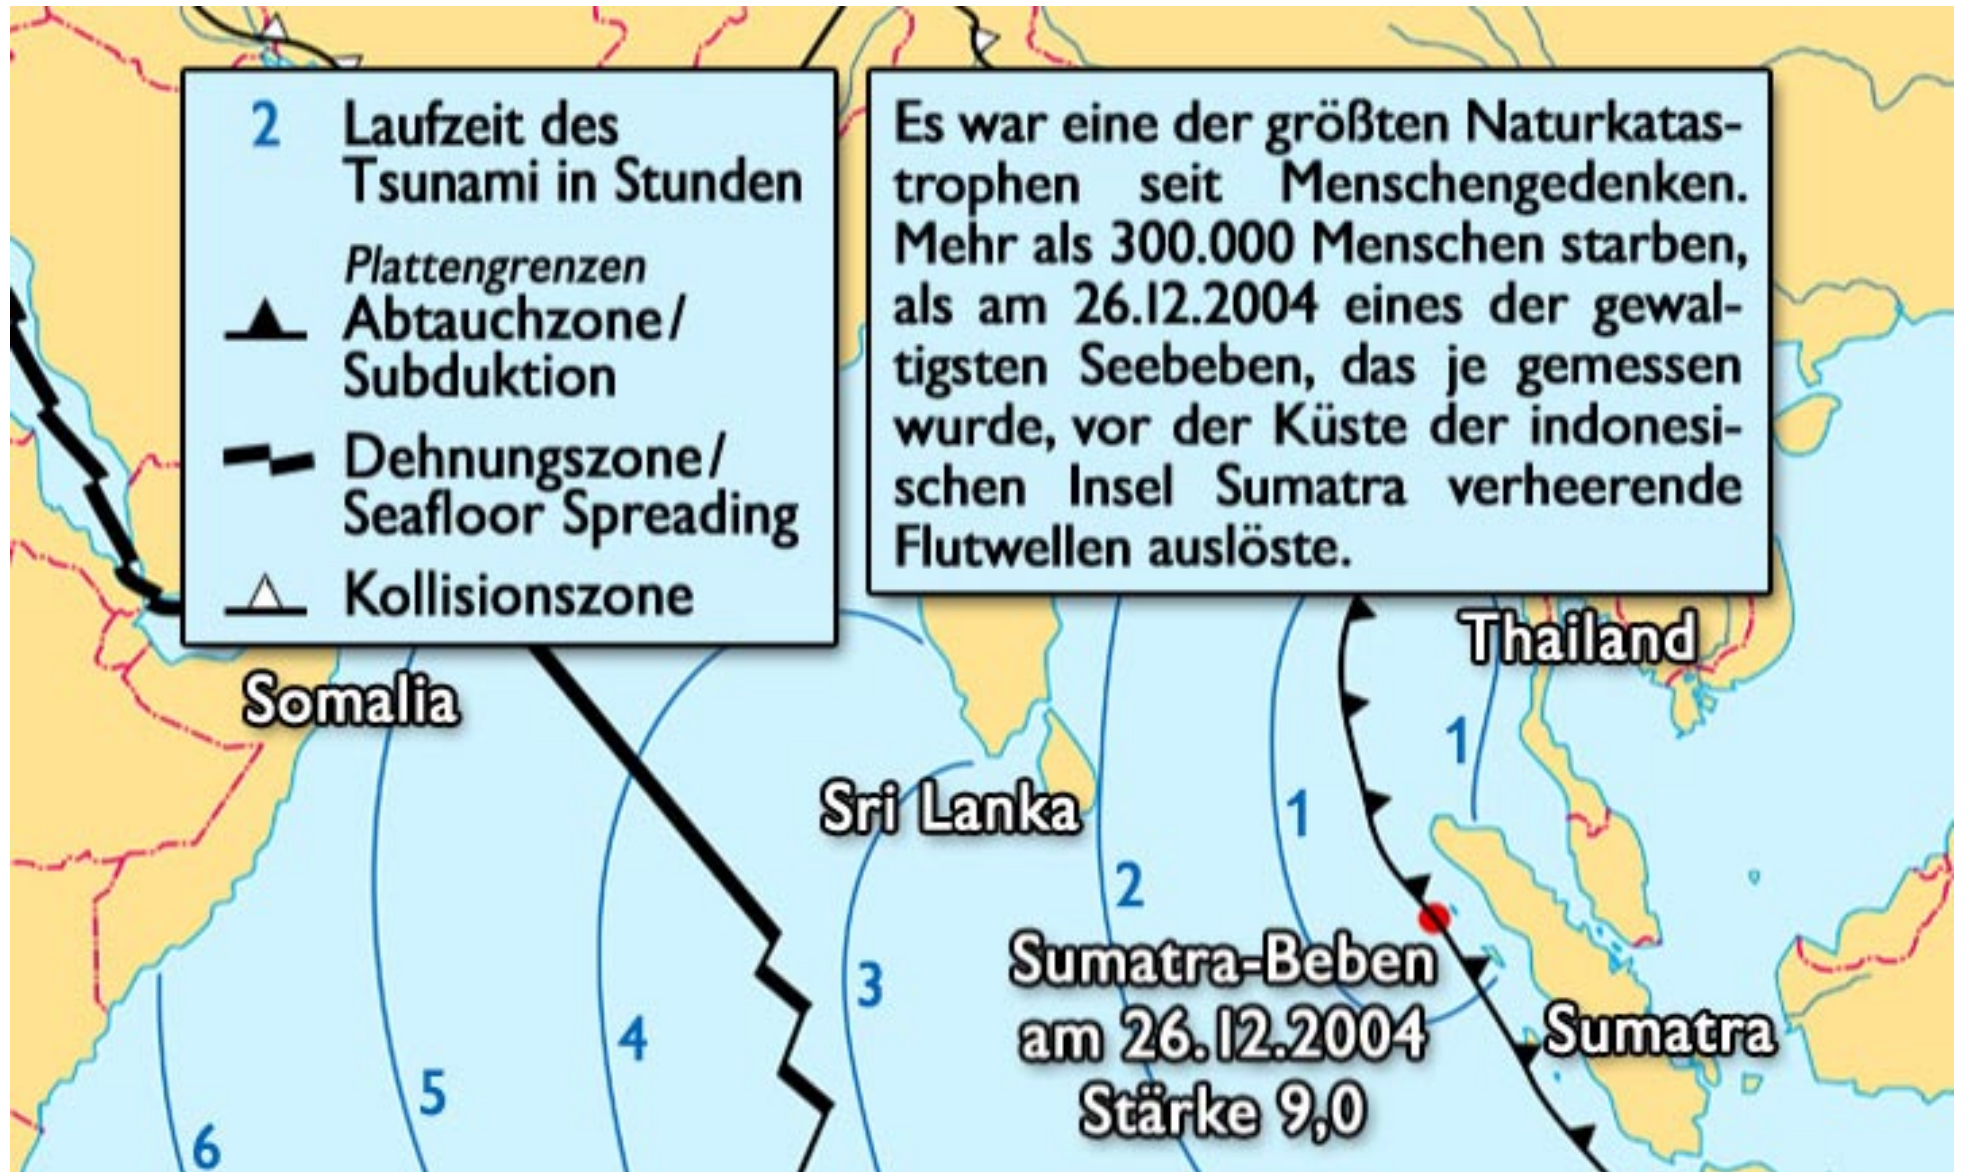 2 Laufzeit des
Tsunami in Stunden
Plattengrenzen
Abtauchzone/
Subduktion
Dehnungszone/
Seafloor Spreading
Kollisionszone
Es war eine der größten Naturkatas-
trophen seit Menschengedenken.
Mehr als 300.000 Menschen starben,
als am 26.12.2004 eines der gewal-
tigsten Seebeben, das je gemessen
wurde, vor der Küste der indonesi-
schen Insel Sumatra verheerende
Flutwellen auslöste.
Thailand
Somalia
1
Sri Lanka
1
2
Sumatra-Beben
am 26.12.2004
Stärke 9,0
3
Sumatra
4
5
6